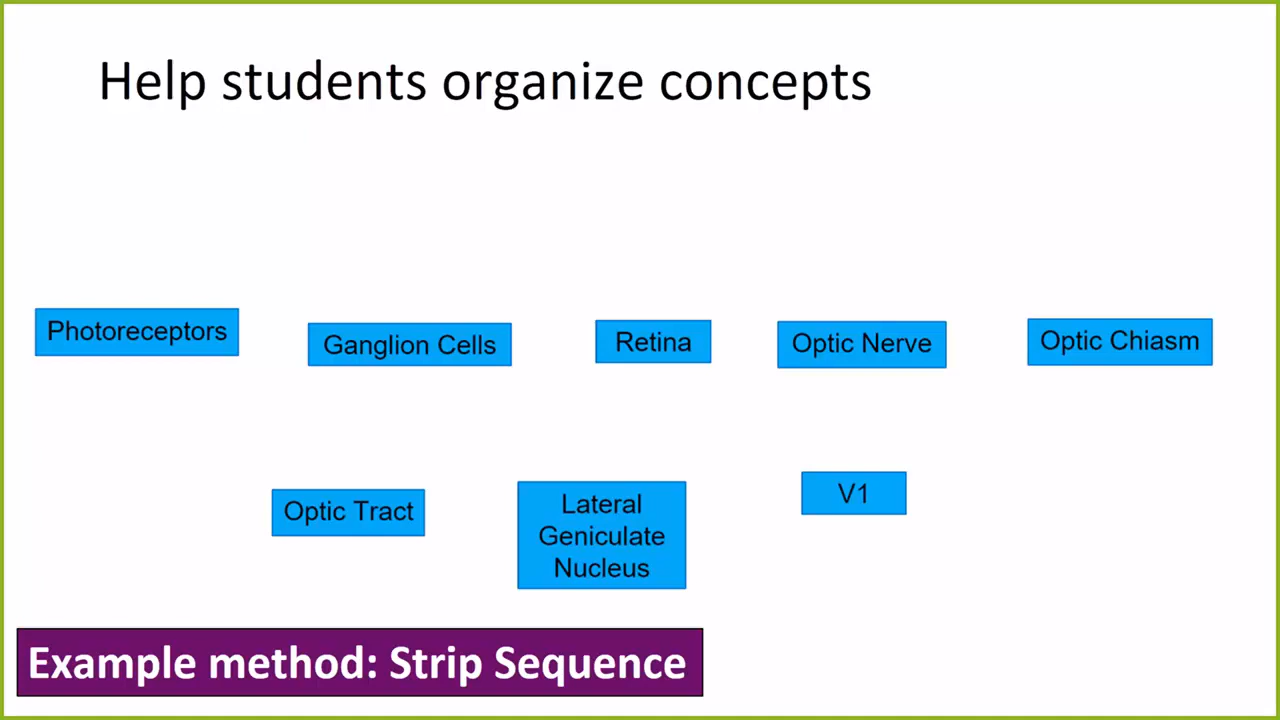 Help students organize concepts
Photoreceptors
Ganglion Cells
Retina
Optic Nerve
Optic Chiasm
Optic Tract
Lateral
Geniculate
Nucleus
V1
Example method: Strip Sequence